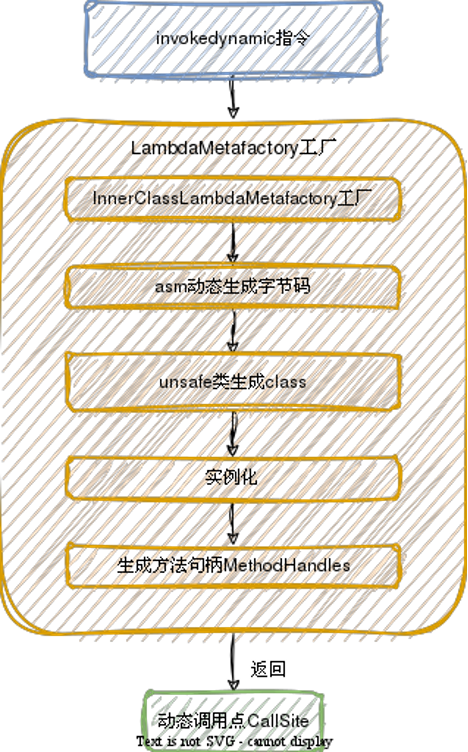 invokedynamic指令
LambdaMetafactory工厂
InnerClassLambdaMetafactory工厂
asm动态生成字节码
unsafe类生成class
实例化
生成方法句柄MethodHandles
返回
动态调用点CallSite
Text is not SVG - cannot display